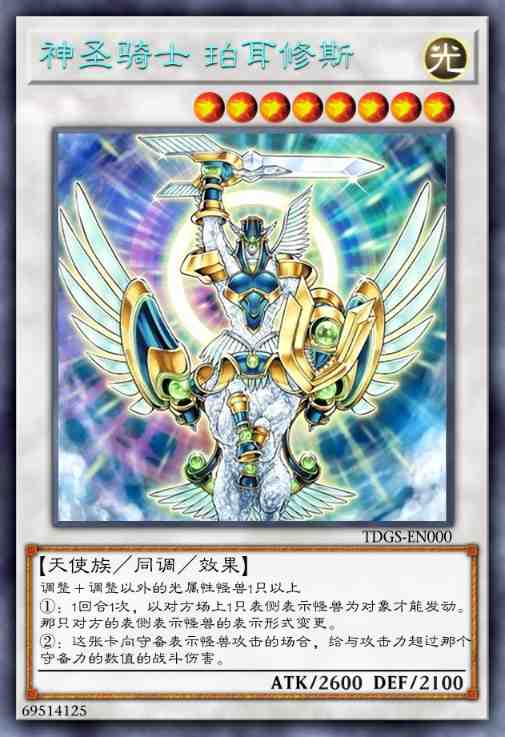 神圣骑士 珀耳修斯
光
TDGS-EN000
【天使族／同调／效果】
调整＋调整以外的光属性怪兽1只以上
①：1回合1次，以对方场上1只表侧表示怪兽为对象才能发动。
那只对方的表侧表示怪兽的表示形式变更。
②：这张卡向守备表示怪兽攻击的场合，给与攻击力超过那个
守备力的数值的战斗伤害。
ATK/2600 DEF/2100
69514125